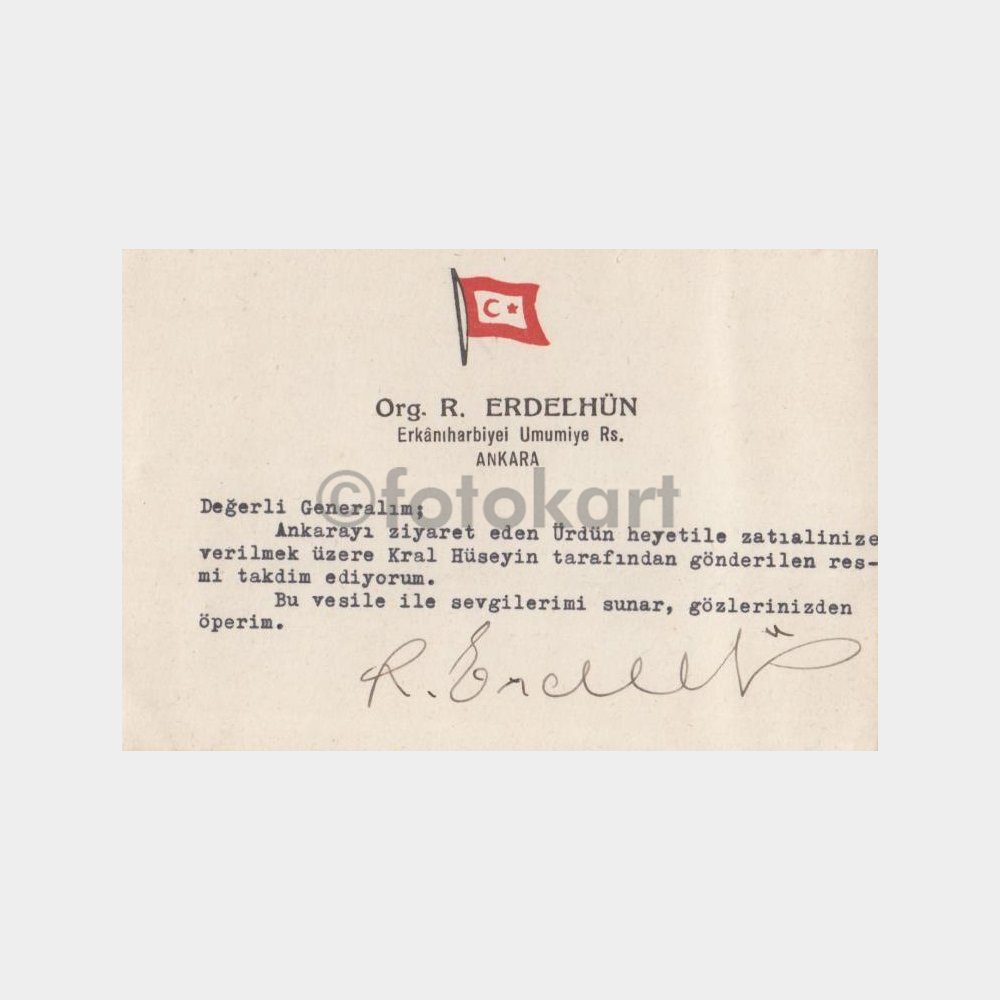 Org. R. ERDELHÜN
Erkânıharbiyei Umumiye Rs.
ANKARA
©fotokart
Değerli Generalım;
Ankarayı ziyaret eden Ürdün heyetile zatıalinize
verilmek üzere Kral Hüseyin tarafından gönderilen res-
mi takdim ediyorum.
Bu vesile ile sevgilerimi sunar, gözlerinizden
öperim.
R. Erdelhün